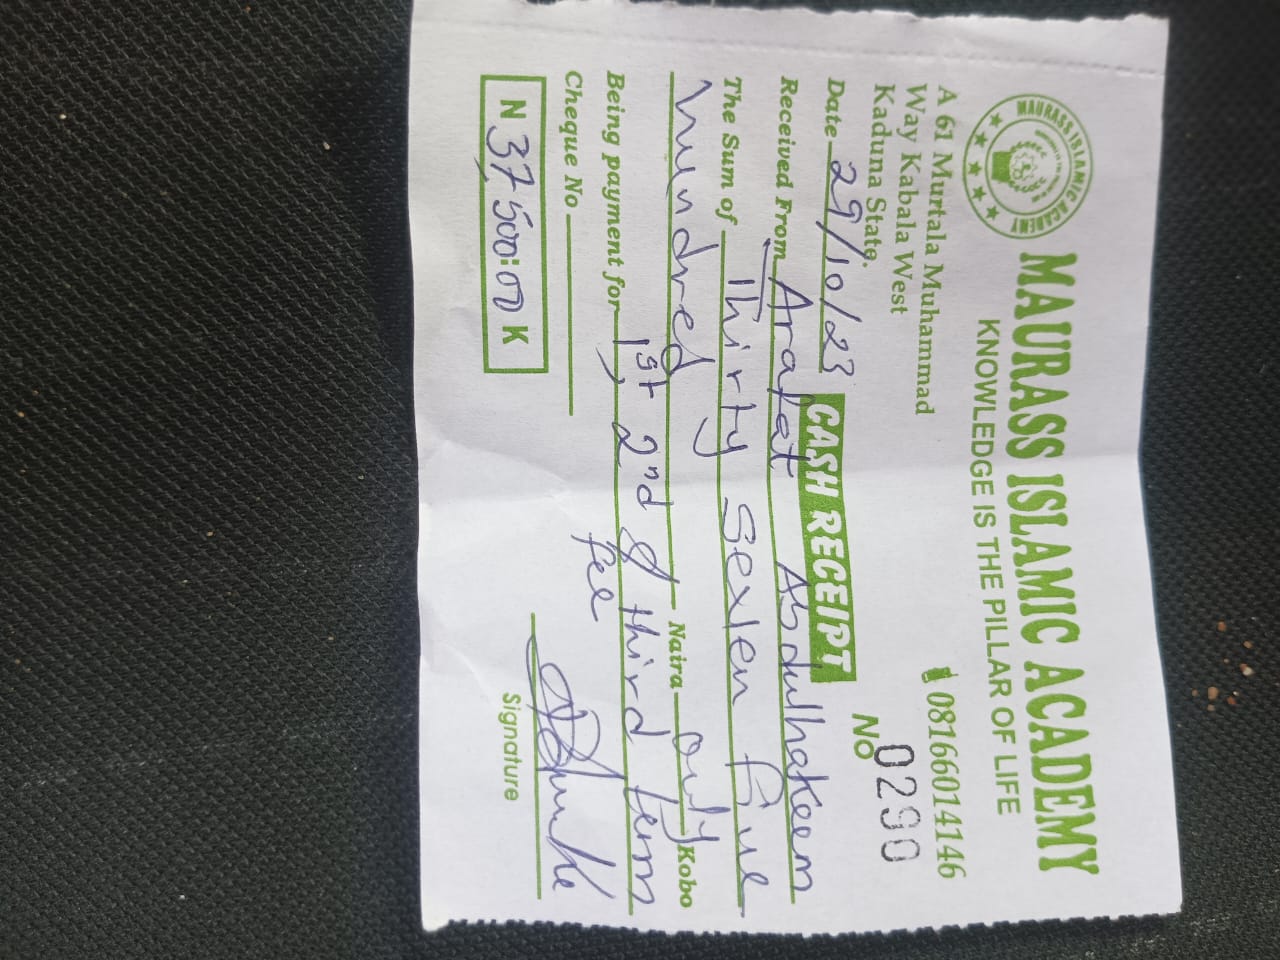 MAURASS ISLAMIC ACADEMY
KNOWLEDGE IS THE PILLAR OF LIFE
MAURASS ISLAMIC ACADEMY
A 61 Murtala Muhammad
Way Kabala West
Kaduna State.
08166014146
NO 0290
Date 29/10/23
CASH RECEIPT
Received From Arafat Abdulhakeem
The Sum of Thirty Sexlen five
hundred Naira only Kobo
Being payment for 1st, 2nd & third term
fee
Cheque No
N 37,500:00 K
Signature